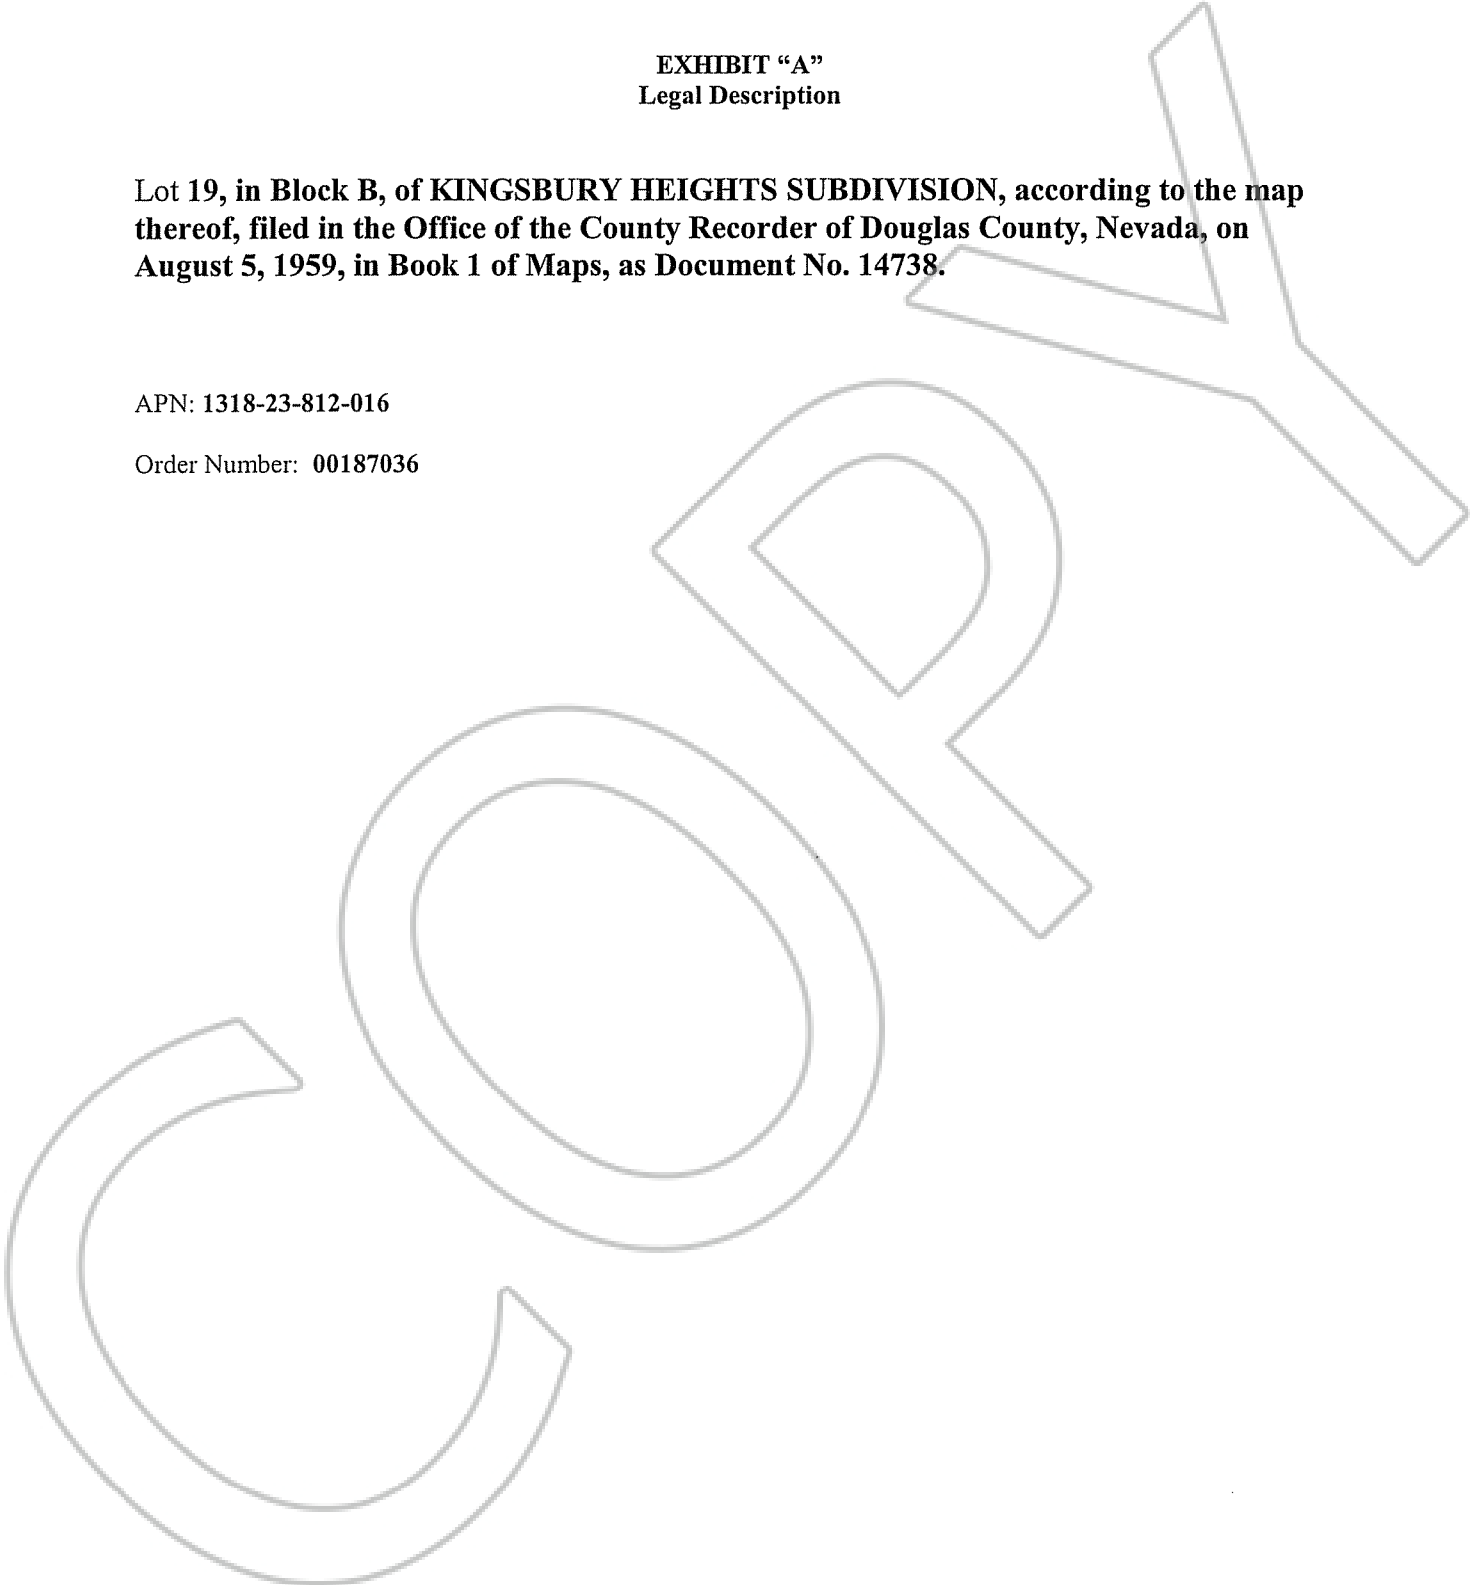 EXHIBIT “A”
Legal Description
Lot 19, in Block B, of KINGSBURY HEIGHTS SUBDIVISION, according to the map
thereof, filed in the Office of the County Recorder of Douglas County, Nevada, on
August 5, 1959, in Book 1 of Maps, as Document No. 14738.
APN: 1318-23-812-016
Order Number: 00187036
COPY